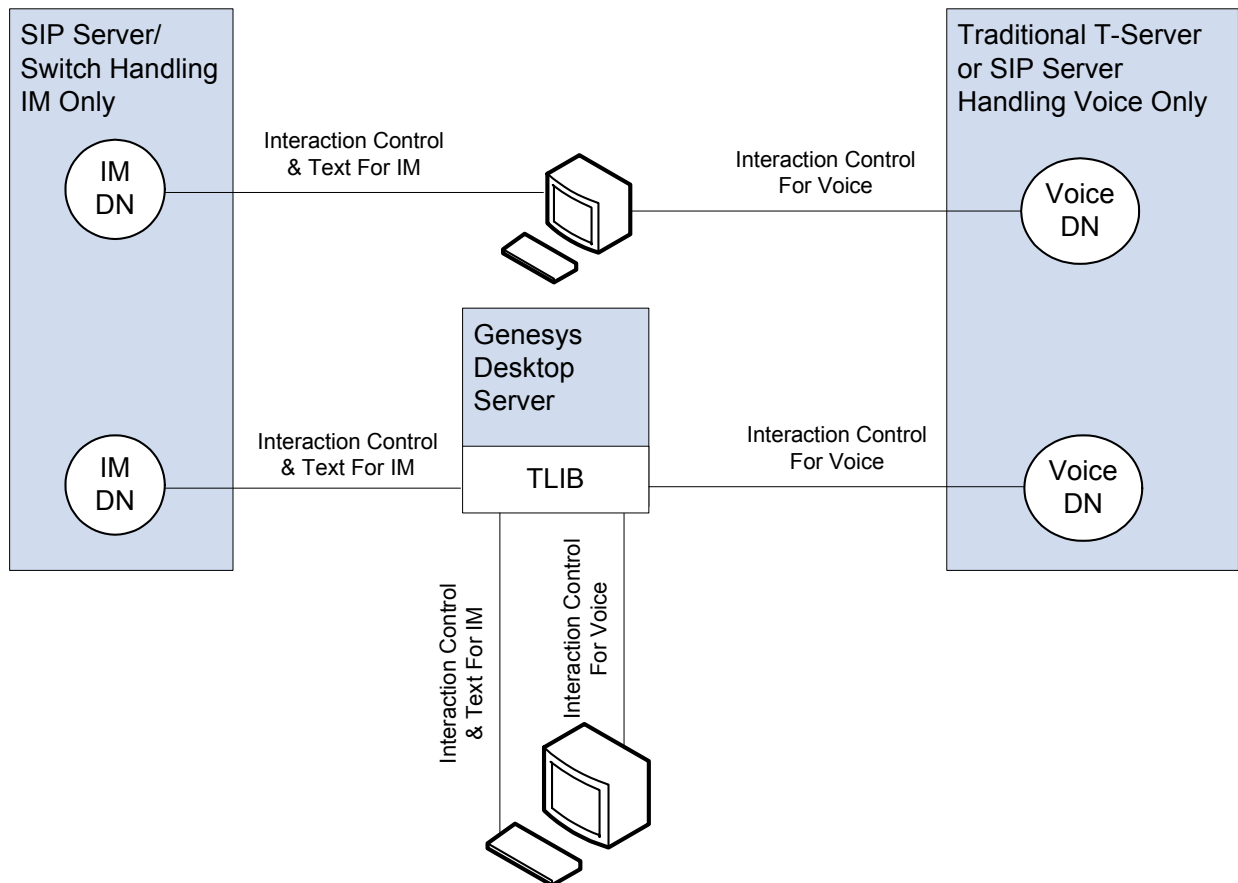 SIP Server/
Switch Handling
IM Only
Traditional T-Server
or SIP Server
Handling Voice Only
IM
DN
Interaction Control
& Text For IM
Interaction Control
For Voice
Voice
DN
Genesys
Desktop
Server
TLIB
IM
DN
Interaction Control
& Text For IM
Interaction Control
For Voice
Voice
DN
Interaction Control
& Text For IM
Interaction Control
For Voice